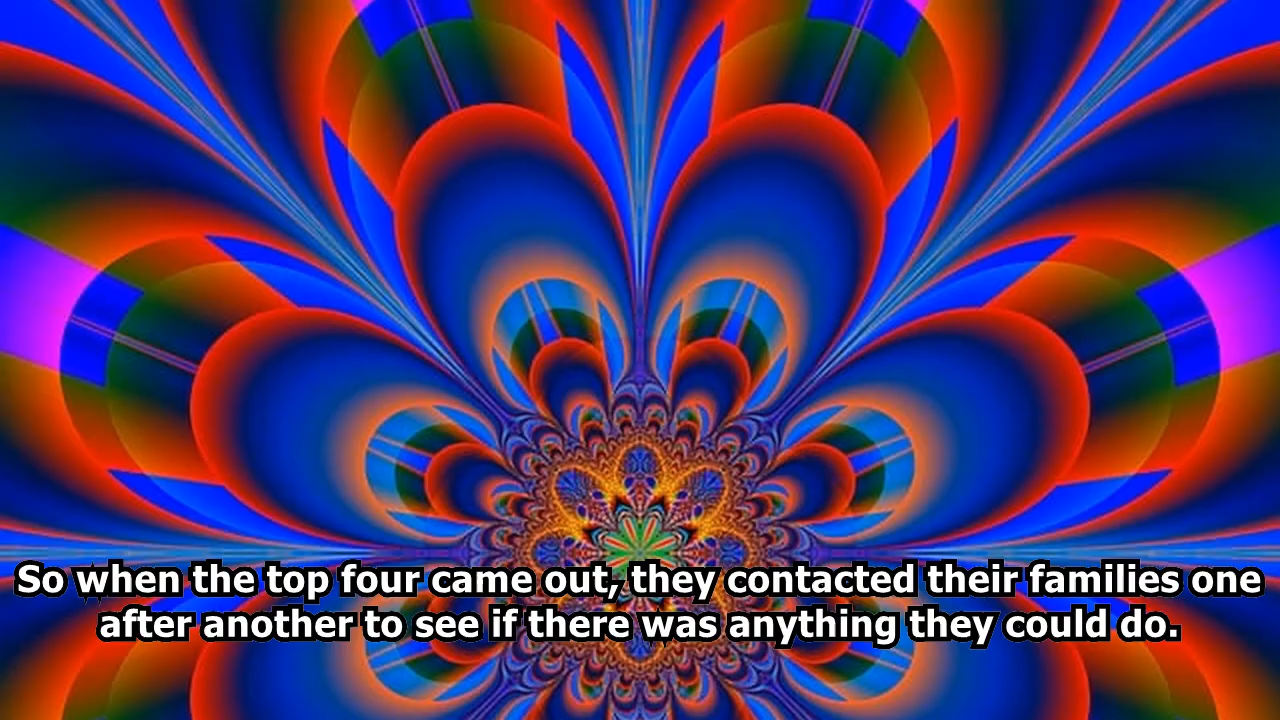 So when the top four came out, they contacted their families one
after another to see if there was anything they could do.